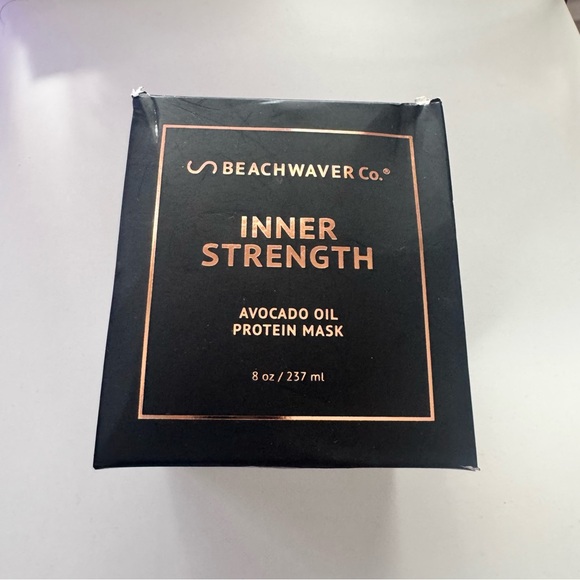 BEACHWAVER Co.®
INNER
STRENGTH
AVOCADO OIL
PROTEIN MASK
8 oz / 237 ml